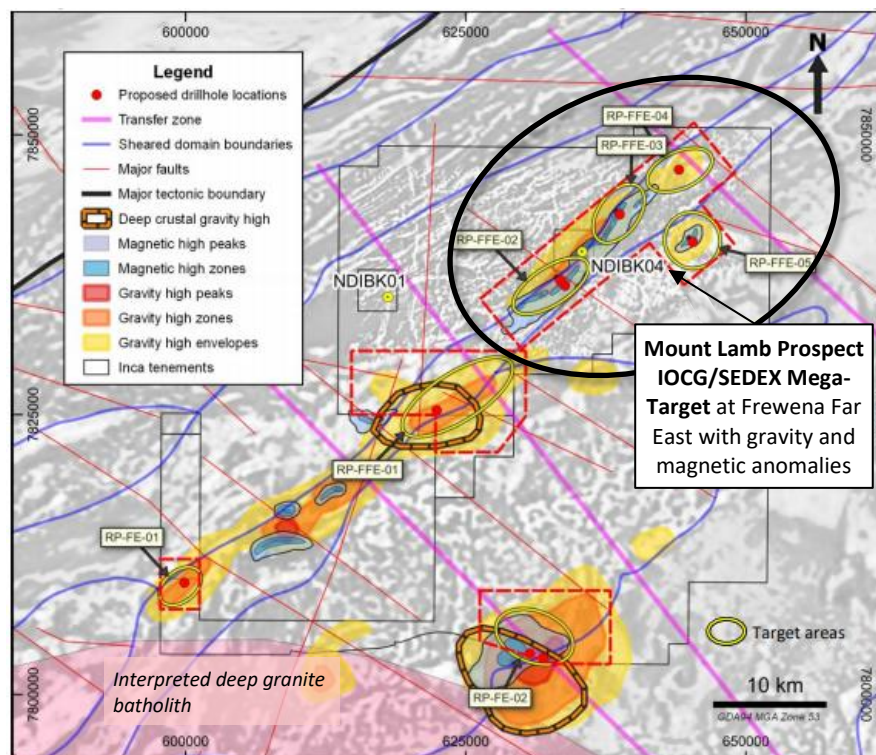 600000
625000
650000
N
Legend
Proposed drillhole locations
Transfer zone
Sheared domain boundaries
Major faults
Major tectonic boundary
Deep crustal gravity high
Magnetic high peaks
Magnetic high zones
Gravity high peaks
Gravity high zones
Gravity high envelopes
Inca tenements
7850000
7850000
RP-FFE-04
RP-FFE-03
RP-FFE-02
NDIBK04
RP-FFE-05
NDIBK01
Mount Lamb Prospect
IOCG/SEDEX Mega-
Target at Frewena Far
East with gravity and
magnetic anomalies
7825000
RP-FFE-01
RP-FE-01
Target areas
Interpreted deep granite
batholith
RP-FE-02
10 km
GDA94 MGA Zone 53
7800000
7800000
600000
625000
650000